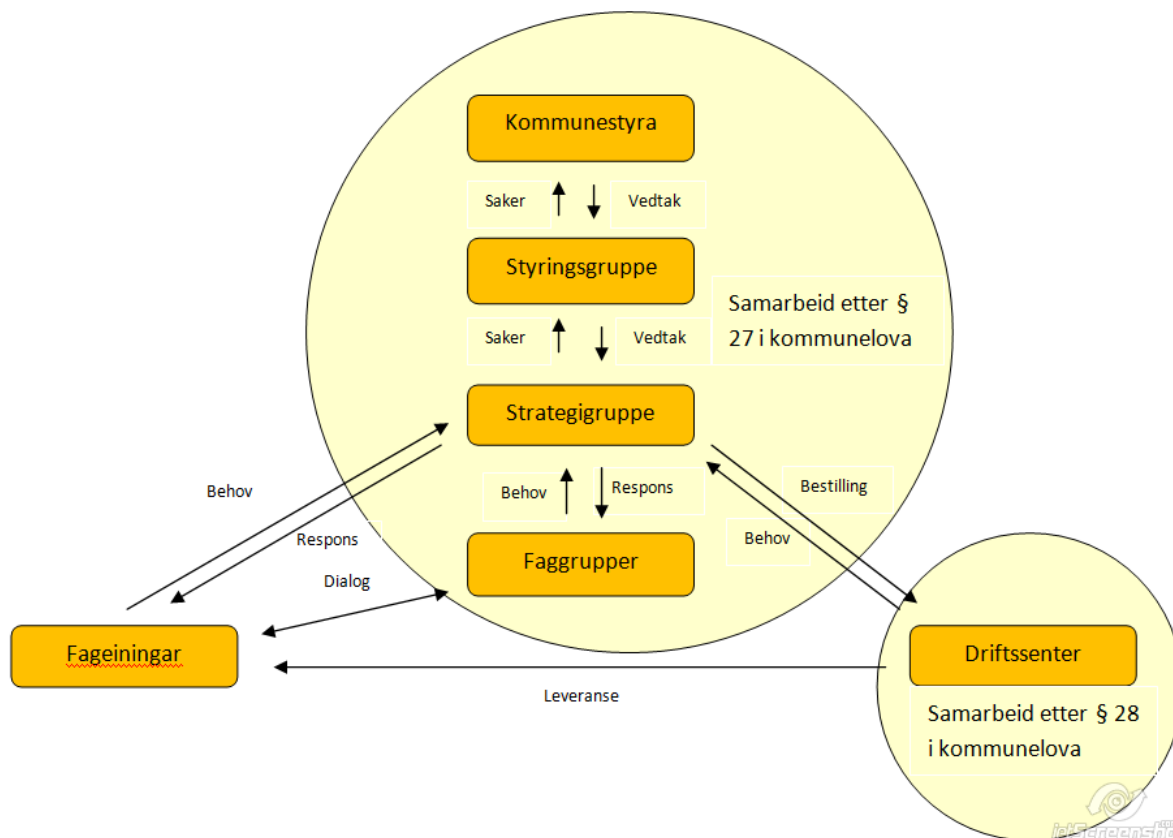 Kommunestyra
Saker
Vedtak
Styringsgruppe
Samarbeid etter §
27 i kommunelova
Saker
Vedtak
Strategigruppe
Behov
Behov
Respons
Bestilling
Respons
Behov
Faggrupper
Dialog
Fageiningar
Driftssenter
Leveranse
Samarbeid etter § 28
i kommunelova